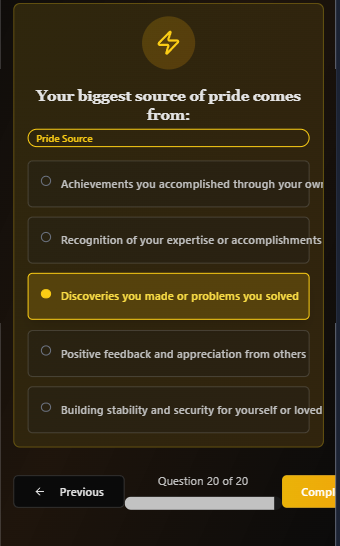 Your biggest source of pride comes
from:
Pride Source
Achievements you accomplished through your own
Recognition of your expertise or accomplishments
Discoveries you made or problems you solved
Positive feedback and appreciation from others
Building stability and security for yourself or loved
Question 20 of 20
← Previous
Compl